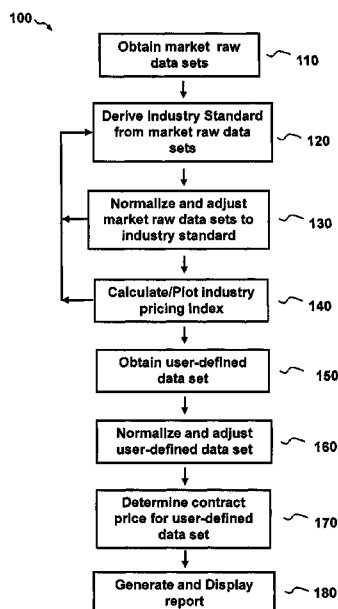 100
Obtain market raw
data sets
110
Derive Industry Standard
from market raw data
sets
120
Normalize and adjust
market raw data sets to
industry standard
130
Calculate/Plot industry
pricing index
140
Obtain user-defined
data set
150
Normalize and adjust
user-defined data set
160
Determine contract
price for user-defined
data set
170
Generate and Display
report
180